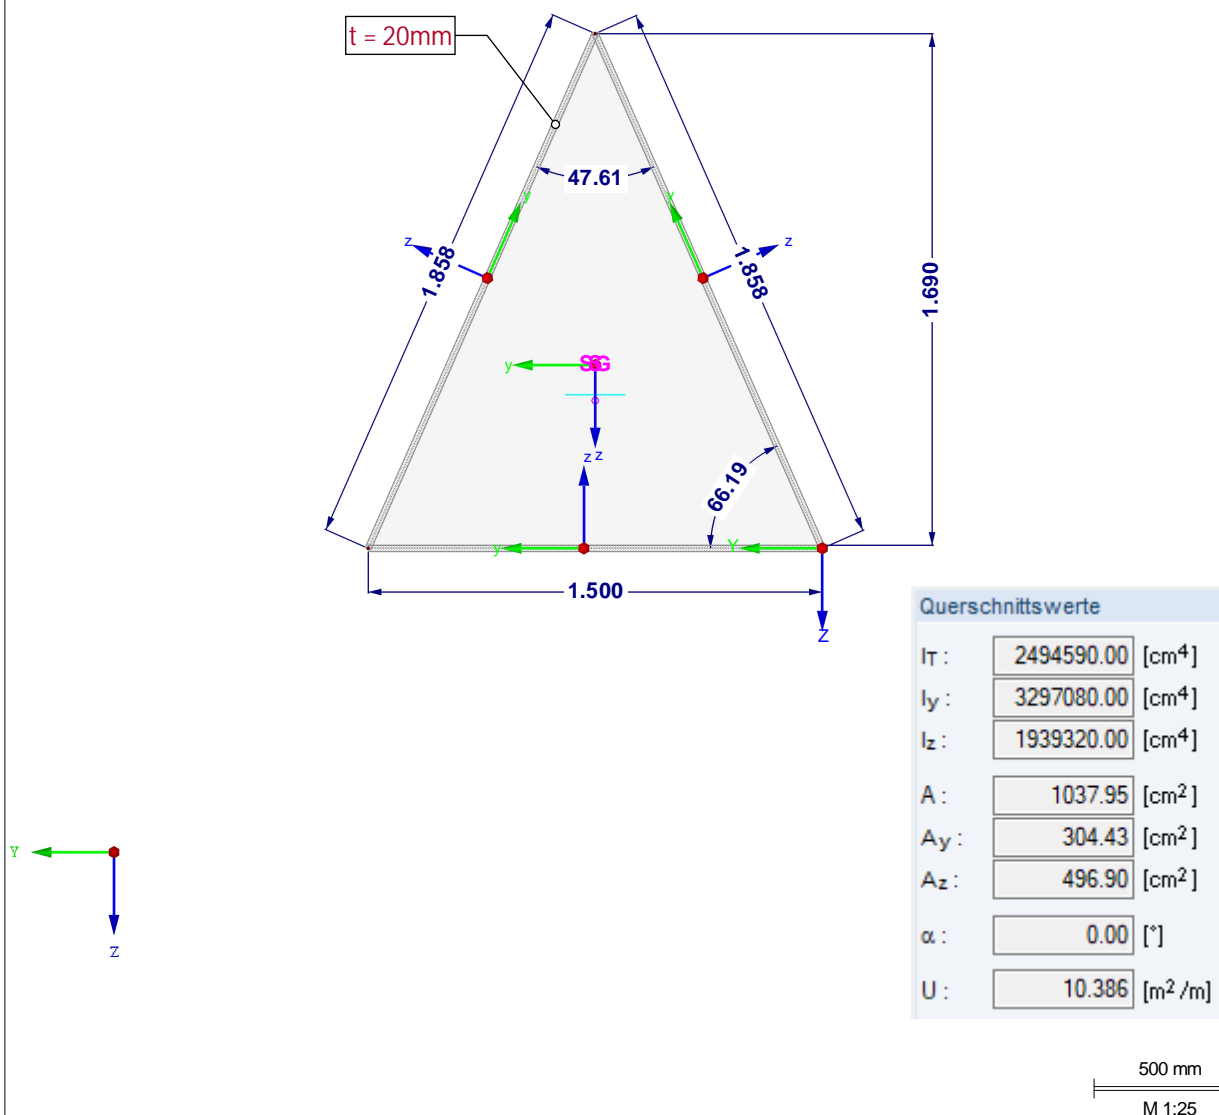 t = 20mm
47.61
y
y
z
z
1.858
1.858
1.690
SSG
y
z
z
66.19
y
Y
1.500
Z
Querschnittswerte
IT : 2494590.00 [cm4]
Iy : 3297080.00 [cm4]
Iz : 1939320.00 [cm4]
A : 1037.95 [cm2]
Ay : 304.43 [cm2]
Az : 496.90 [cm2]
α : 0.00 [°]
U : 10.386 [m2/m]
Y
Z
500 mm
M 1:25